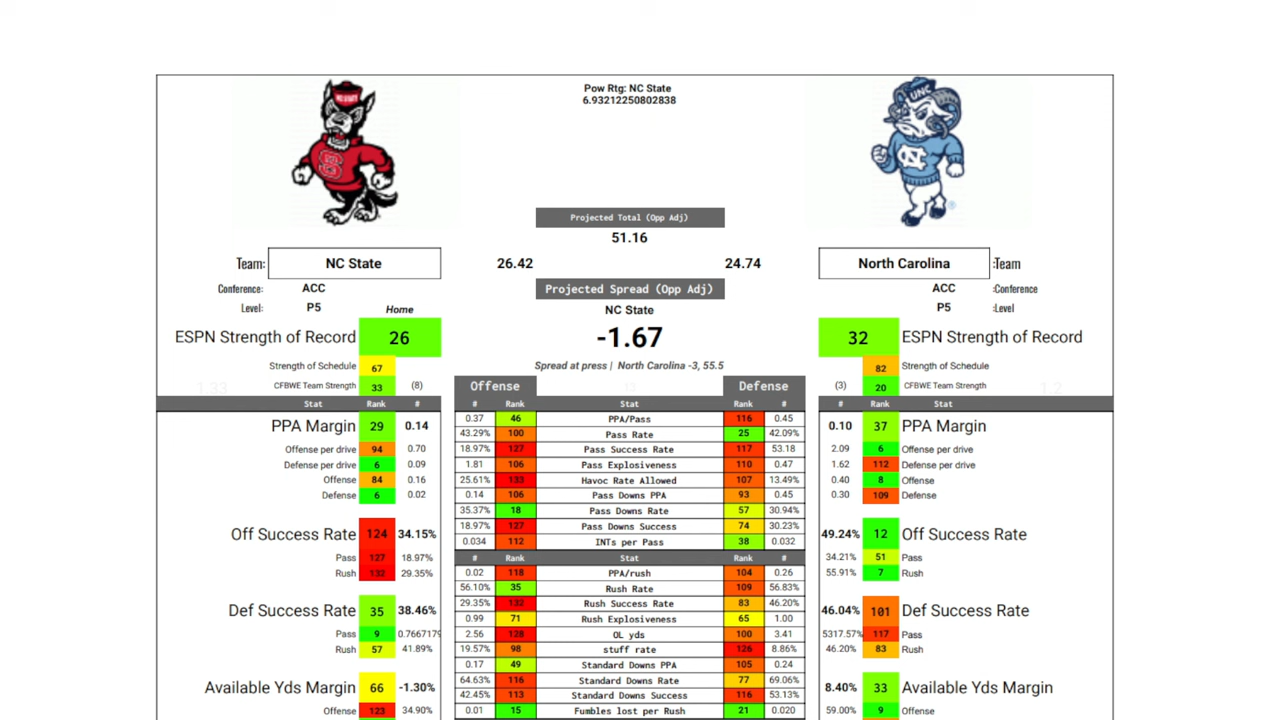 Pow Rtg: NC State
6.93212250802838
NC STATE
S
UNC
NC
Projected Total (Opp Adj)
51.16
Team: NC State 26.42 24.74 North Carolina :Team
Conference: ACC Projected Spread (Opp Adj) ACC :Conference
Level: P5 Home NC State P5 :Level
ESPN Strength of Record 26 -1.67 32 ESPN Strength of Record
Strength of Schedule 67 Spread at press | North Carolina -3, 55.5 82 Strength of Schedule
1.33 CFBWE Team Strength 33 (8) Offense Defense (3) 20 CFBWE Team Strength 1.2
Stat Rank # # Rank Stat Rank # # Rank Stat
PPA Margin 29 0.14 0.37 46 PPA/Pass 116 0.45 0.10 37 PPA Margin
43.29% 100 Pass Rate 25 42.09%
Offense per drive 94 0.70 18.97% 127 Pass Success Rate 117 53.18 2.09 6 Offense per drive
Defense per drive 6 0.09 1.81 106 Pass Explosiveness 110 0.47 1.62 112 Defense per drive
Offense 84 0.16 25.61% 133 Havoc Rate Allowed 107 13.49% 0.40 8 Offense
Defense 6 0.02 0.14 106 Pass Downs PPA 93 0.45 0.30 109 Defense
35.37% 18 Pass Downs Rate 57 30.94%
Off Success Rate 124 34.15% 18.97% 127 Pass Downs Success 74 30.23% 49.24% 12 Off Success Rate
0.034 112 INTs per Pass 38 0.032
Pass 127 18.97% # Rank Stat Rank # 34.21% 51 Pass
Rush 132 29.35% 0.02 118 PPA/rush 104 0.26 55.91% 7 Rush
56.10% 35 Rush Rate 109 56.83%
Def Success Rate 35 38.46% 29.35% 132 Rush Success Rate 83 46.20% 46.04% 101 Def Success Rate
0.99 71 Rush Explosiveness 65 1.00
Pass 9 0.7667179 2.56 128 OL yds 100 3.41 5317.57% 117 Pass
Rush 57 41.89% 19.57% 98 stuff rate 126 8.86% 46.20% 83 Rush
0.17 49 Standard Downs PPA 105 0.24
Available Yds Margin 66 -1.30% 64.63% 116 Standard Downs Rate 77 69.06% 8.40% 33 Available Yds Margin
42.45% 113 Standard Downs Success 116 53.13%
Offense 123 34.90% 0.01 15 Fumbles lost per Rush 21 0.020 59.00% 9 Offense